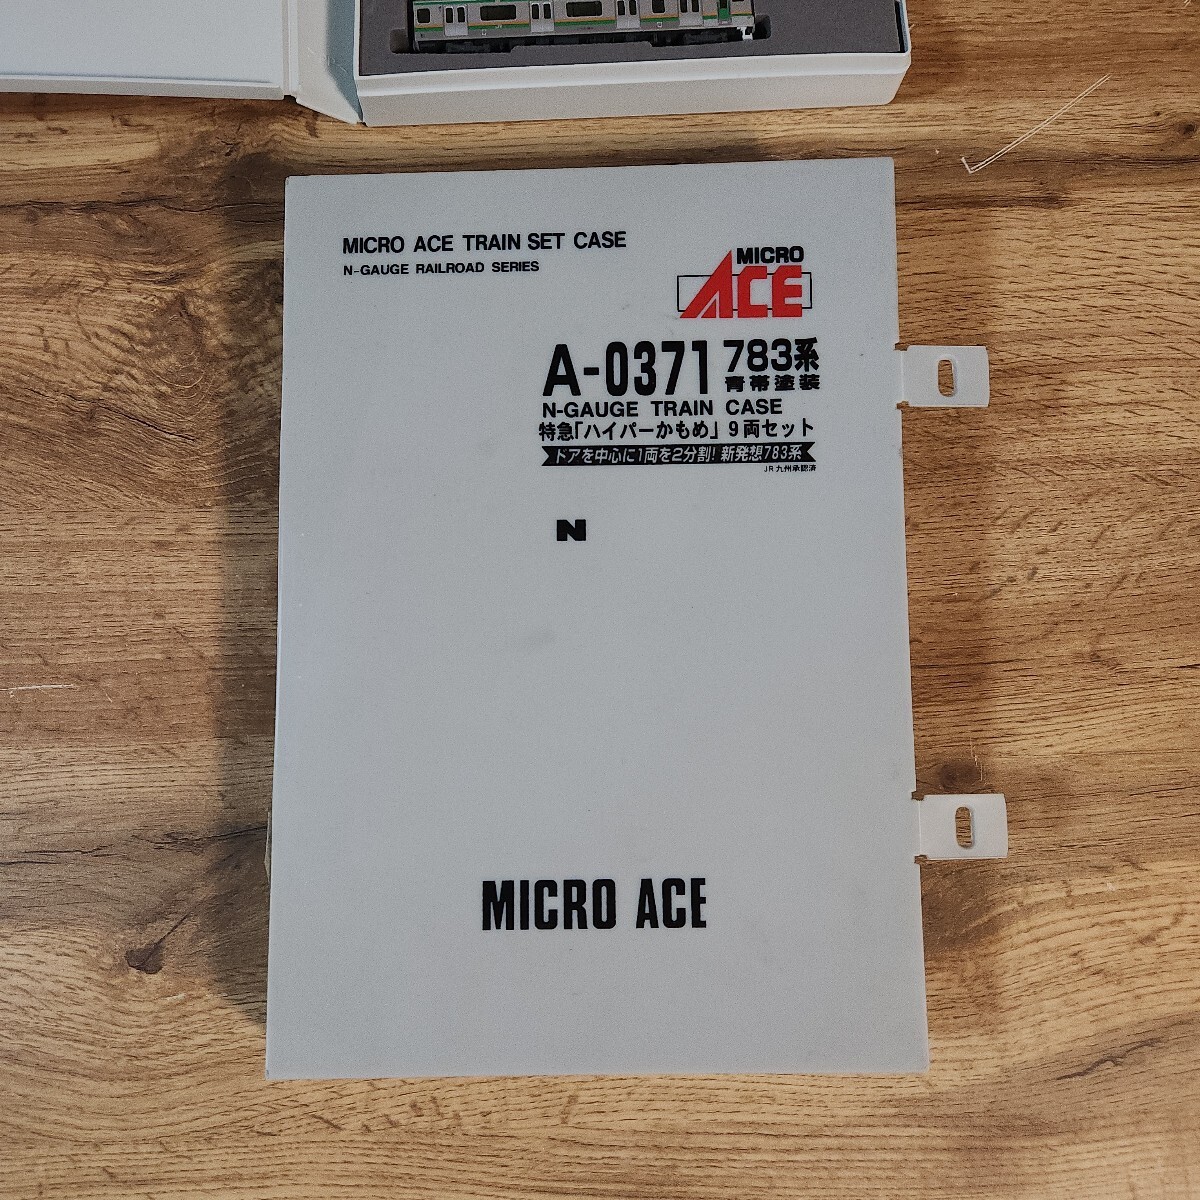 MICRO ACE TRAIN SET CASE
N-GAUGE RAILROAD SERIES
MICRO
ACE
A-0371 783系
青帯塗装
N-GAUGE TRAIN CASE
特急「ハイパーかもめ」9両セット
ドアを中心に1両を2分割! 新発想783系
JR九州承認済
N
MICRO ACE